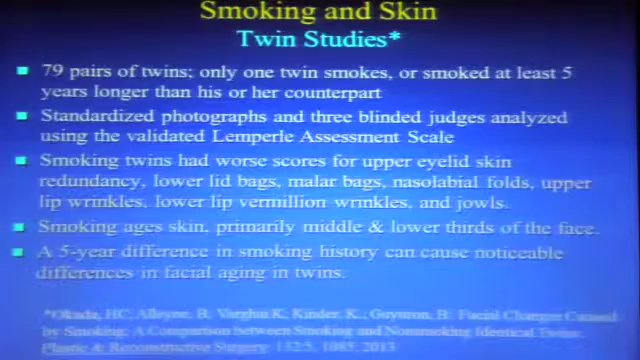 Smoking and Skin
Twin Studies*
79 pairs of twins; only one twin smokes, or smoked at least 5
years longer than his or her counterpart
Standardized photographs and three blinded judges analyzed
using the validated Lemperle Assessment Scale
Smoking twins had worse scores for upper eyelid skin
redundancy, lower lid bags, malar bags, nasolabial folds, upper
lip wrinkles, lower lip vermillion wrinkles, and jowls.
Smoking ages skin, primarily middle & lower thirds of the face.
A 5-year difference in smoking history can cause noticeable
differences in facial aging in twins.
*Okada, HC; Alleyne, B; Varghai K; Kinder, K.; Guyuron, B: Facial Changes Caused
by Smoking: A Comparison between Smoking and Nonsmoking Identical Twins.
Plastic & Reconstructive Surgery: 132:5, 1085, 2013